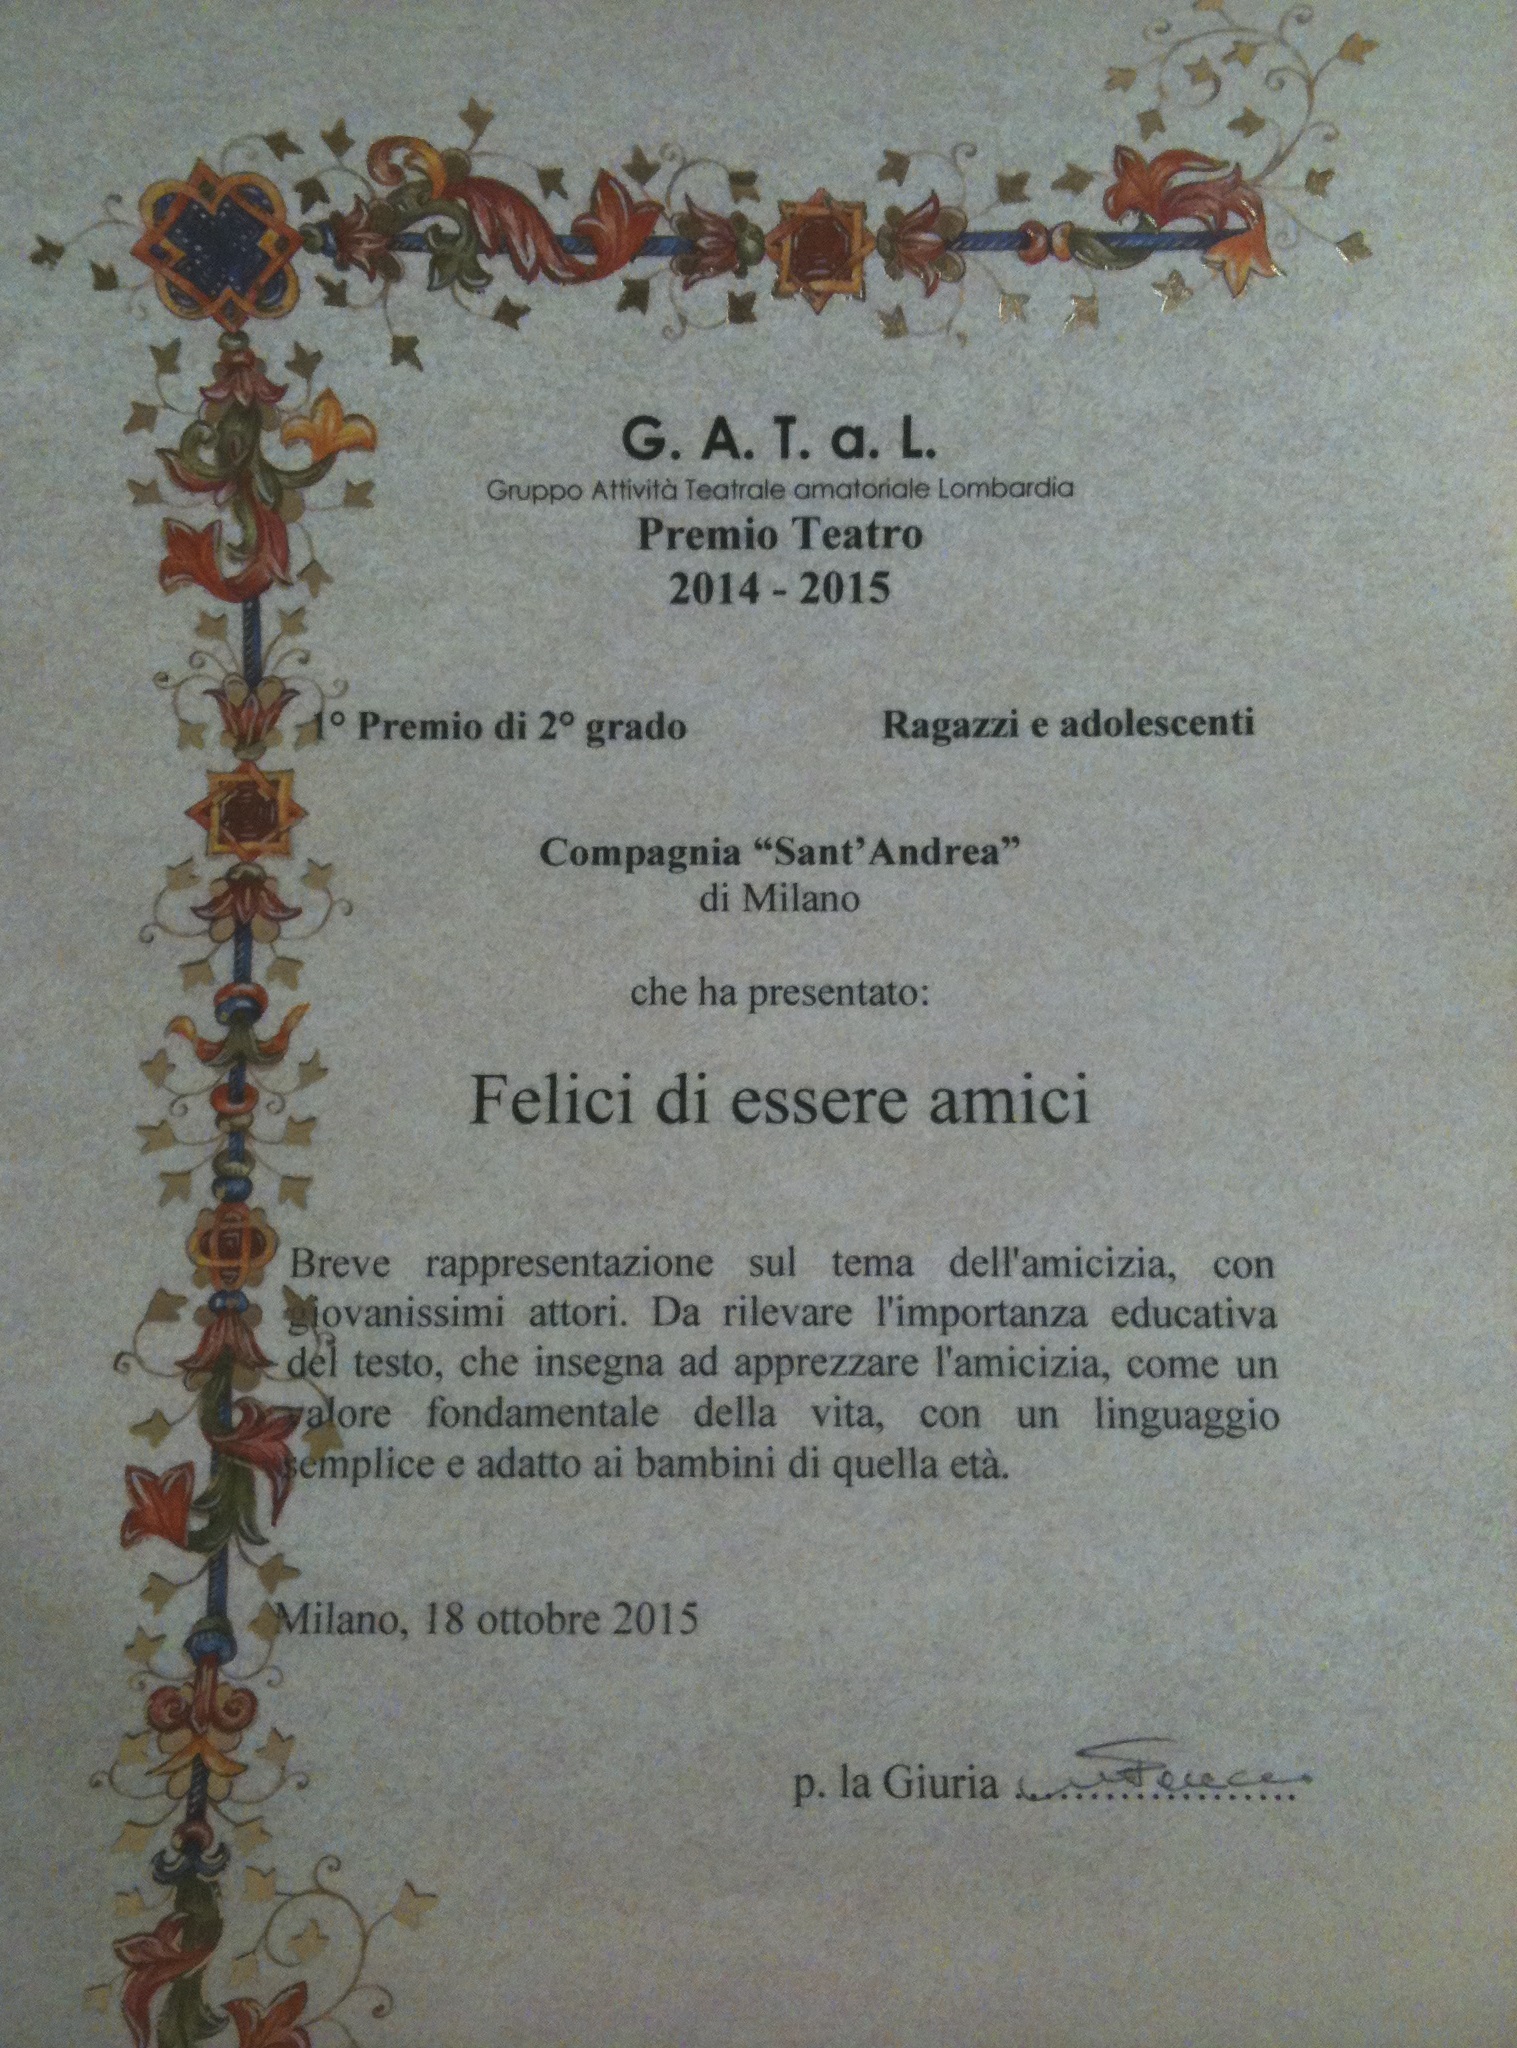 G. A. T. a. L.
Gruppo Attività Teatrale amatoriale Lombardia
Premio Teatro
2014 - 2015
1° Premio di 2° grado Ragazzi e adolescenti
Compagnia “Sant’Andrea”
di Milano
che ha presentato:
Felici di essere amici
Breve rappresentazione sul tema dell'amicizia, con
giovanissimi attori. Da rilevare l'importanza educativa
del testo, che insegna ad apprezzare l'amicizia, come un
valore fondamentale della vita, con un linguaggio
semplice e adatto ai bambini di quella età.
Milano, 18 ottobre 2015
p. la Giuria